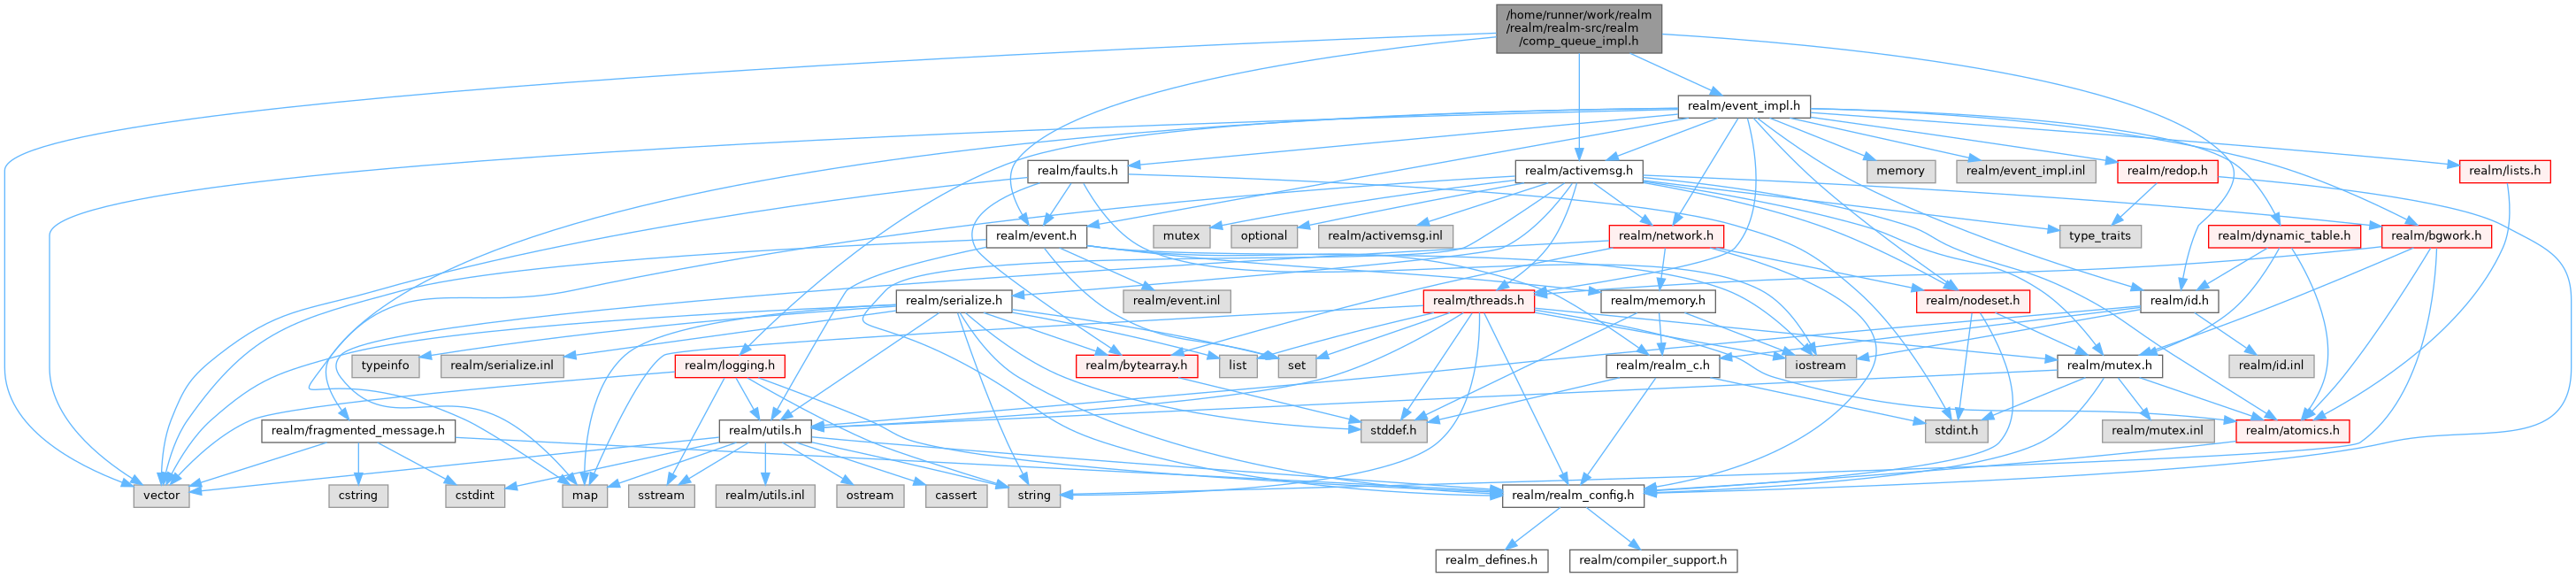 /home/runner/work/realm
/realm/realm-src/realm
/comp_queue_impl.h
realm/event_impl.h
realm/faults.h
realm/activemsg.h
memory
realm/event_impl.inl
realm/redop.h
realm/lists.h
realm/event.h
mutex
optional
realm/activemsg.inl
realm/network.h
type_traits
realm/dynamic_table.h
realm/bgwork.h
realm/serialize.h
realm/event.inl
realm/threads.h
realm/memory.h
realm/nodeset.h
realm/id.h
typeinfo
realm/serialize.inl
realm/logging.h
realm/bytearray.h
list
set
realm/realm_c.h
iostream
realm/mutex.h
realm/id.inl
realm/fragmented_message.h
realm/utils.h
stddef.h
stdint.h
realm/mutex.inl
realm/atomics.h
vector
cstring
cstdint
map
sstream
realm/utils.inl
ostream
cassert
string
realm/realm_config.h
realm_defines.h
realm/compiler_support.h